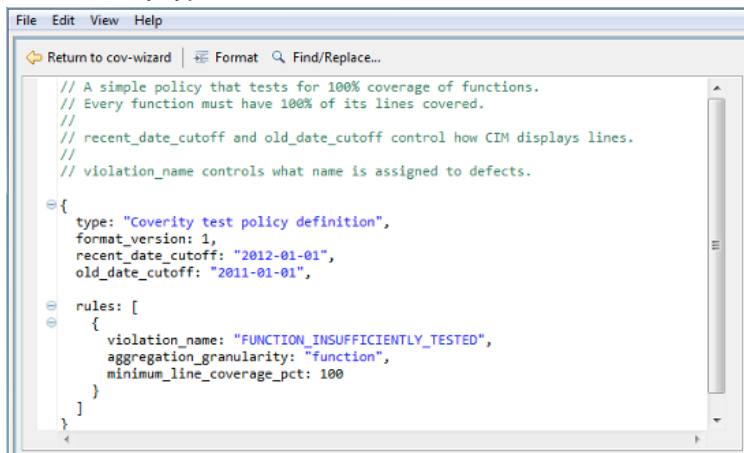 File Edit View Help
Return to cov-wizard Format Find/Replace...
// A simple policy that tests for 100% coverage of functions.
// Every function must have 100% of its lines covered.
//
// recent_date_cutoff and old_date_cutoff control how CIM displays lines.
//
// violation_name controls what name is assigned to defects.
{
type: "Coverity test policy definition",
format_version: 1,
recent_date_cutoff: "2012-01-01",
old_date_cutoff: "2011-01-01",
rules: [
{
violation_name: "FUNCTION_INSUFFICIENTLY_TESTED",
aggregation_granularity: "function",
minimum_line_coverage_pct: 100
}
]
}